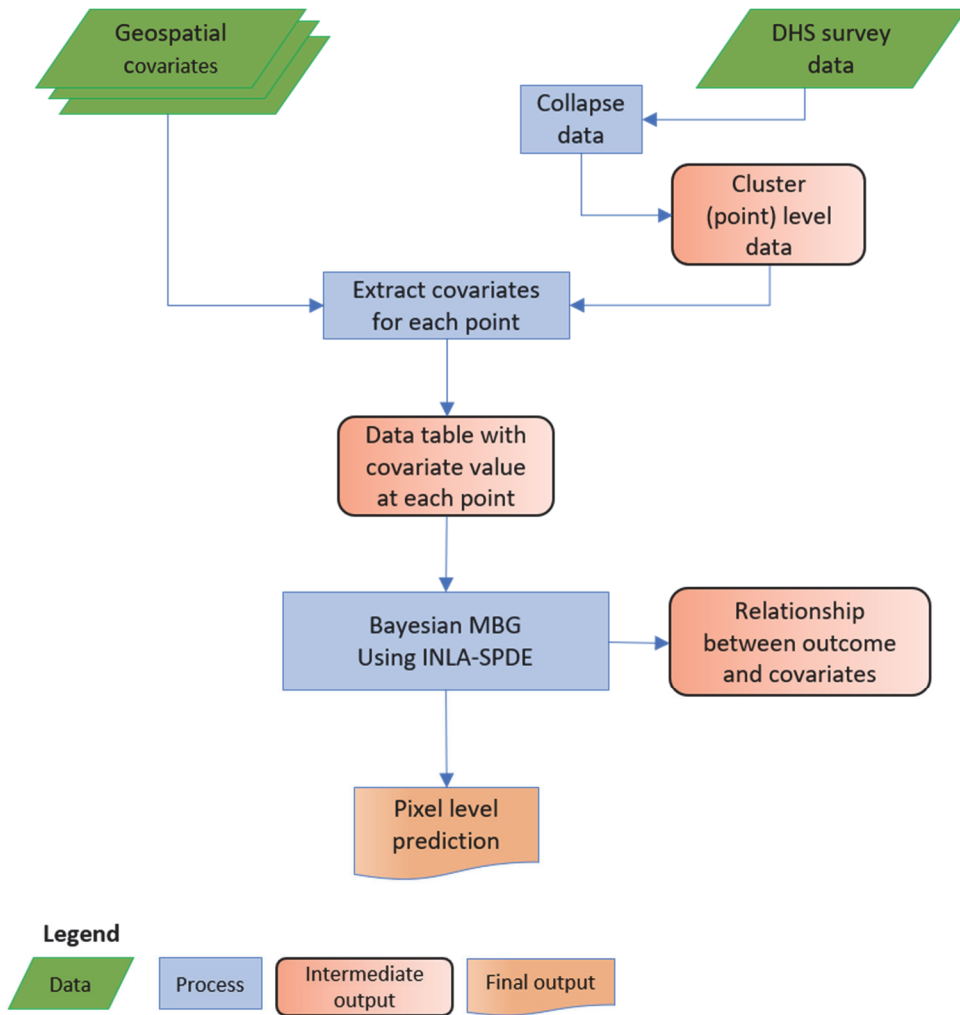 Geospatial
covariates
DHS survey
data
Collapse
data
Cluster
(point) level
data
Extract covariates
for each point
Data table with
covariate value
at each point
Bayesian MBG
Using INLA-SPDE
Relationship
between outcome
and covariates
Pixel level
prediction
Legend
Data
Process
Intermediate
output
Final output